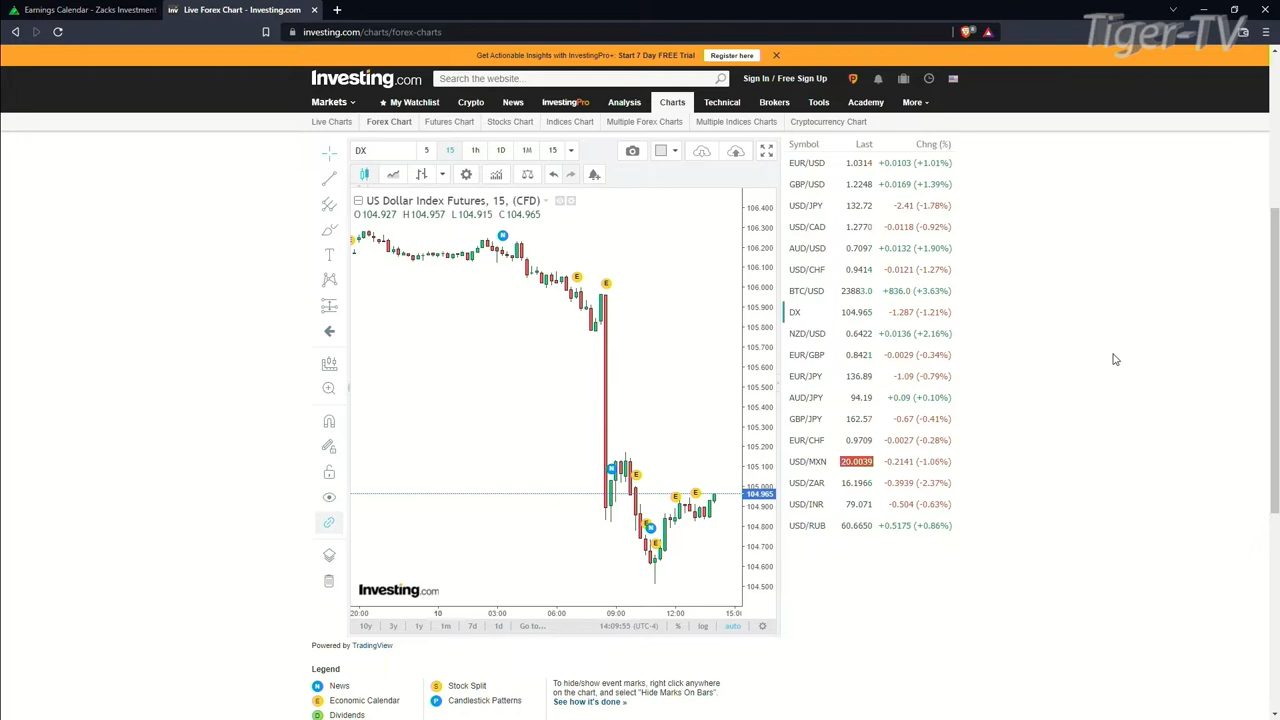 Earnings Calendar - Zacks Investment
Live Forex Chart - Investing.com
Tiger-TV
investing.com/charts/forex-charts
Get Actionable Insights with InvestingPro+ Start 7 Day FREE Trial Register here
Investing.com Search the website... Sign In / Free Sign Up
Markets My Watchlist Crypto News InvestingPro Analysis Charts Technical Brokers Tools Academy More
Live Charts Forex Chart Futures Chart Stocks Chart Indices Chart Multiple Forex Charts Multiple Indices Charts Cryptocurrency Chart
DX 5 15 1h 1D 1M 15
US Dollar Index Futures, 15, (CFD)
O104.927 H104.957 L104.915 C104.965
106.400
106.300
106.200
106.100
106.000
105.900
105.800
105.700
105.600
105.500
105.400
105.300
105.200
105.100
105.000
104.965
104.900
104.800
104.700
104.600
104.500
Investing.com
20:00 10 03:00 06:00 09:00 12:00 15:0
10y 3y 1y 1m 7d 1d Go to... 14:09:55 (UTC-4) % log auto
Symbol Last Chng (%)
EUR/USD 1.0314 +0.0103 (+1.01%)
GBP/USD 1.2248 +0.0169 (+1.39%)
USD/JPY 132.72 -2.41 (-1.78%)
USD/CAD 1.2770 -0.0118 (-0.92%)
AUD/USD 0.7097 +0.0132 (+1.90%)
USD/CHF 0.9414 -0.0121 (-1.27%)
BTC/USD 23883.0 +836.0 (+3.63%)
DX 104.965 -1.287 (-1.21%)
NZD/USD 0.6422 +0.0136 (+2.16%)
EUR/GBP 0.8421 -0.0029 (-0.34%)
EUR/JPY 136.89 -1.09 (-0.79%)
AUD/JPY 94.19 +0.09 (+0.10%)
GBP/JPY 162.57 -0.67 (-0.41%)
EUR/CHF 0.9709 -0.0027 (-0.28%)
USD/MXN 20.0039 -0.2141 (-1.06%)
USD/ZAR 16.1966 -0.3939 (-2.37%)
USD/INR 79.071 -0.504 (-0.63%)
USD/RUB 60.6650 +0.5175 (+0.86%)
Powered by TradingView
Legend
N News
E Economic Calendar
D Dividends
S Stock Split
P Candlestick Patterns
To hide/show event marks, right click anywhere
on the chart, and select "Hide Marks On Bars".
See how it's done »